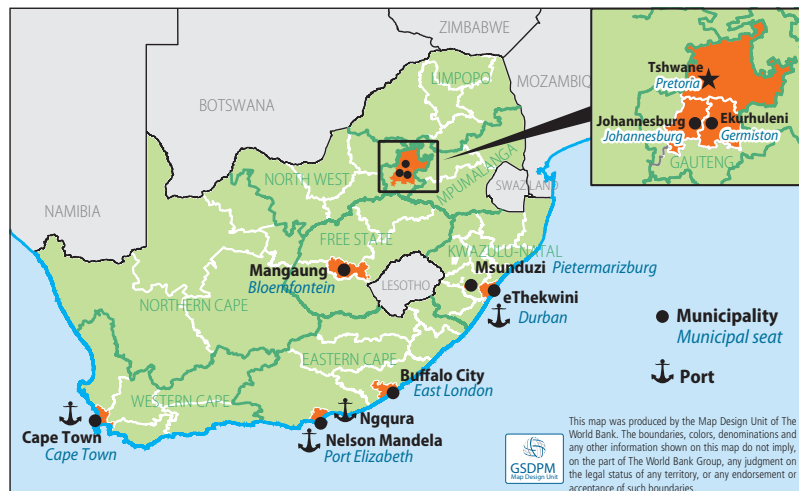 ZIMBABWE
LIMPOPO
MOZAMBIQ
BOTSWANA
Tshwane
Pretoria
Johannesburg
Johannesburg
Ekurhuleni
Germiston
GAUTENG
NORTH WEST
MPUMALANGA
SWAZILAND
NAMIBIA
FREE STATE
KWAZULU-NATAL
Mangaung
Bloemfontein
LESOTHO
Msunduzi Pietermarizburg
eThekwini
Durban
NORTHERN CAPE
Municipality
Municipal seat
EASTERN CAPE
Buffalo City
East London
Port
WESTERN CAPE
Ngqura
Cape Town
Cape Town
Nelson Mandela
Port Elizabeth
GSDPM
Map Design Unit
This map was produced by the Map Design Unit of The
World Bank. The boundaries, colors, denominations and
any other information shown on this map do not imply,
on the part of The World Bank Group, any judgment on
the legal status of any territory, or any endorsement or
acceptance of such boundaries.